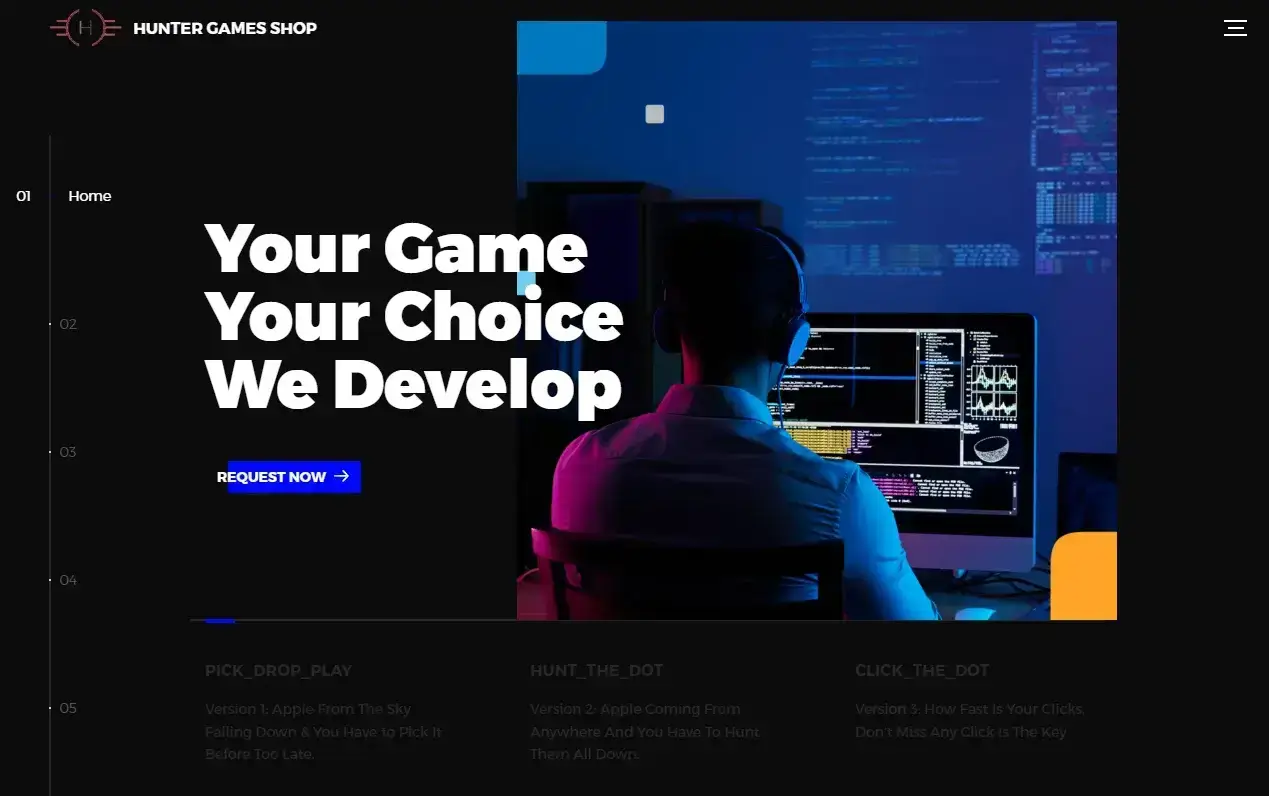 H
HUNTER GAMES SHOP
01 Home
Your Game
02
Your Choice
We Develop
03
REQUEST NOW →
04
PICK_DROP_PLAY
HUNT_THE_DOT
CLICK_THE_DOT
05
Version 1: Apple From The Sky
Falling Down & You Have to Pick It
Before Too Late.
Version 2: Apple Coming From
Anywhere And You Have To Hunt
Them All Down.
Version 3: How Fast Is Your Clicks,
Don't Miss Any Click Is The Key